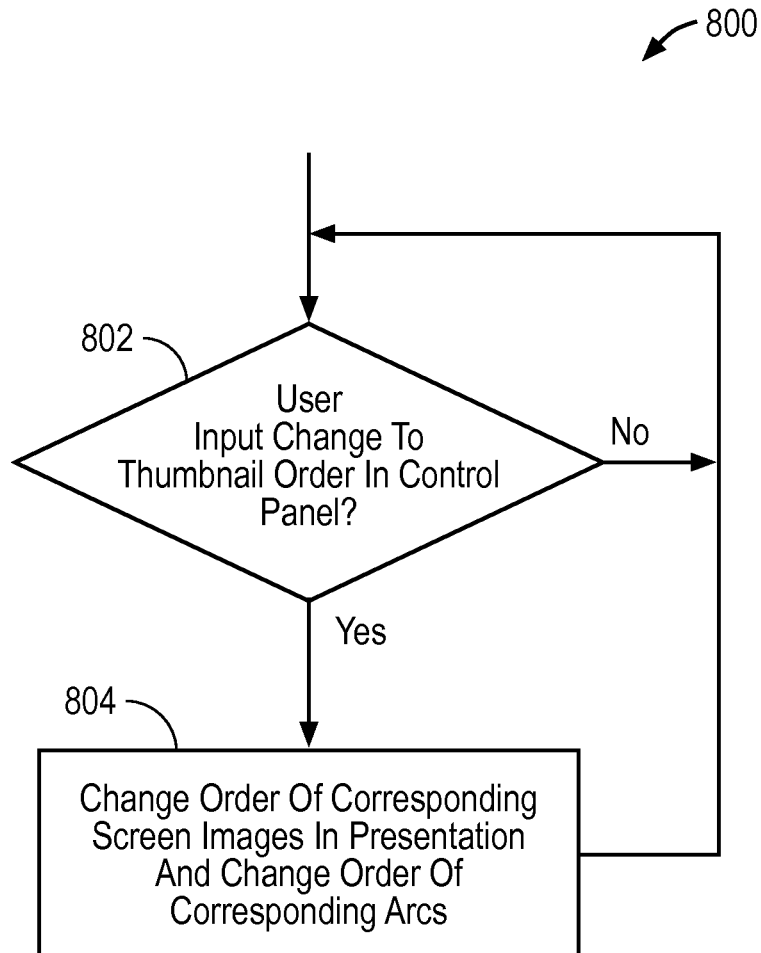 800
802
User
Input Change To
Thumbnail Order In Control
Panel?
No
Yes
804
Change Order Of Corresponding
Screen Images In Presentation
And Change Order Of
Corresponding Arcs